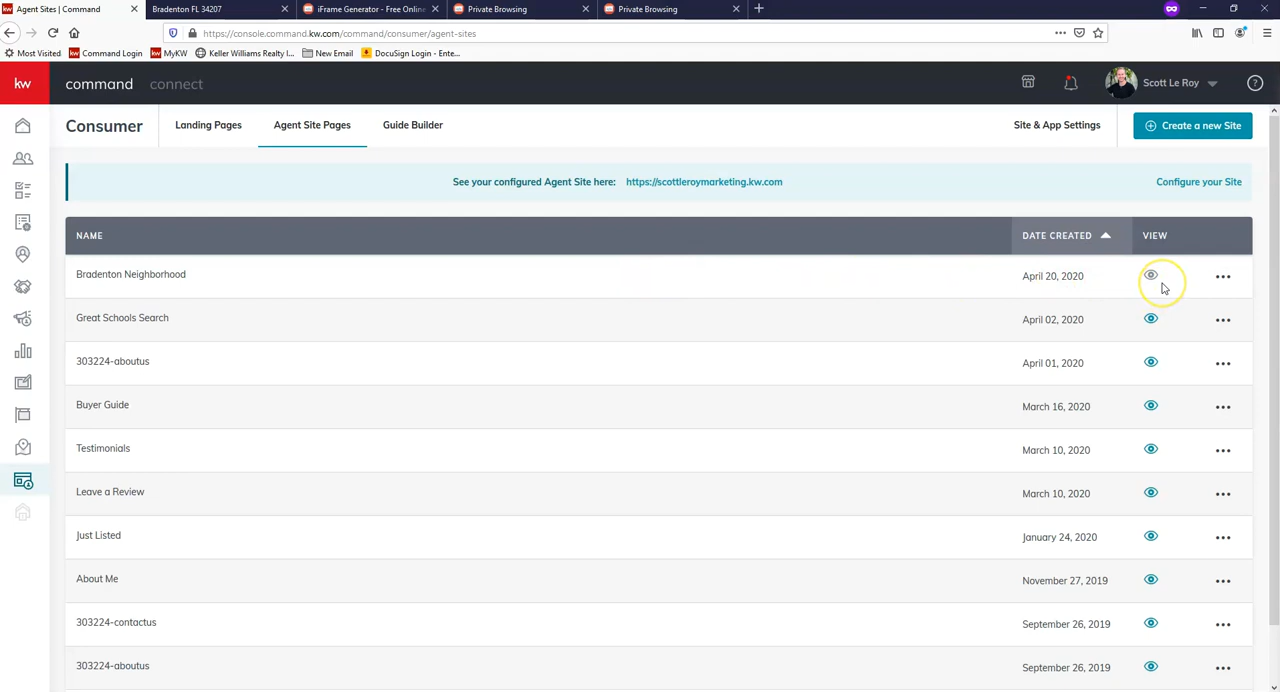 Agent Sites | Command
Bradenton FL 34207
iFrame Generator - Free Online
Private Browsing
Private Browsing
https://console.command.kw.com/command/consumer/agent-sites
Most Visited
kw Command Login
kw MyKW
Keller Williams Realty I...
New Email
DocuSign Login - Ente...
kw
command
connect
Scott Le Roy
?
Consumer
Landing Pages
Agent Site Pages
Guide Builder
Site & App Settings
Create a new Site
See your configured Agent Site here: https://scottleroymarketing.kw.com
Configure your Site
NAME DATE CREATED VIEW
Bradenton Neighborhood April 20, 2020
Great Schools Search April 02, 2020
303224-aboutus April 01, 2020
Buyer Guide March 16, 2020
Testimonials March 10, 2020
Leave a Review March 10, 2020
Just Listed January 24, 2020
About Me November 27, 2019
303224-contactus September 26, 2019
303224-aboutus September 26, 2019